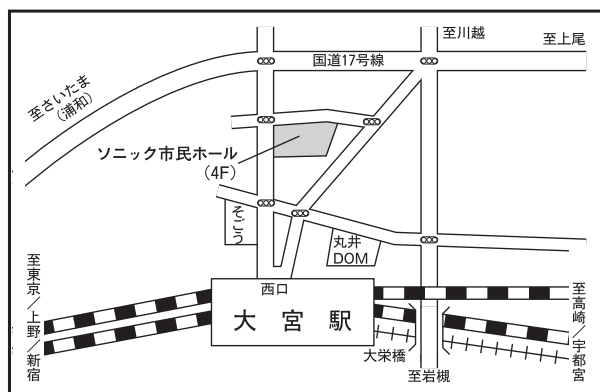 至川越
至上尾
国道17号線
至さいたま
(浦和)
ソニック市民ホール
(4F)
そごう
丸井
DOM
西口
大宮駅
至東京/上野/新宿
至高崎/宇都宮
大栄橋
至岩槻